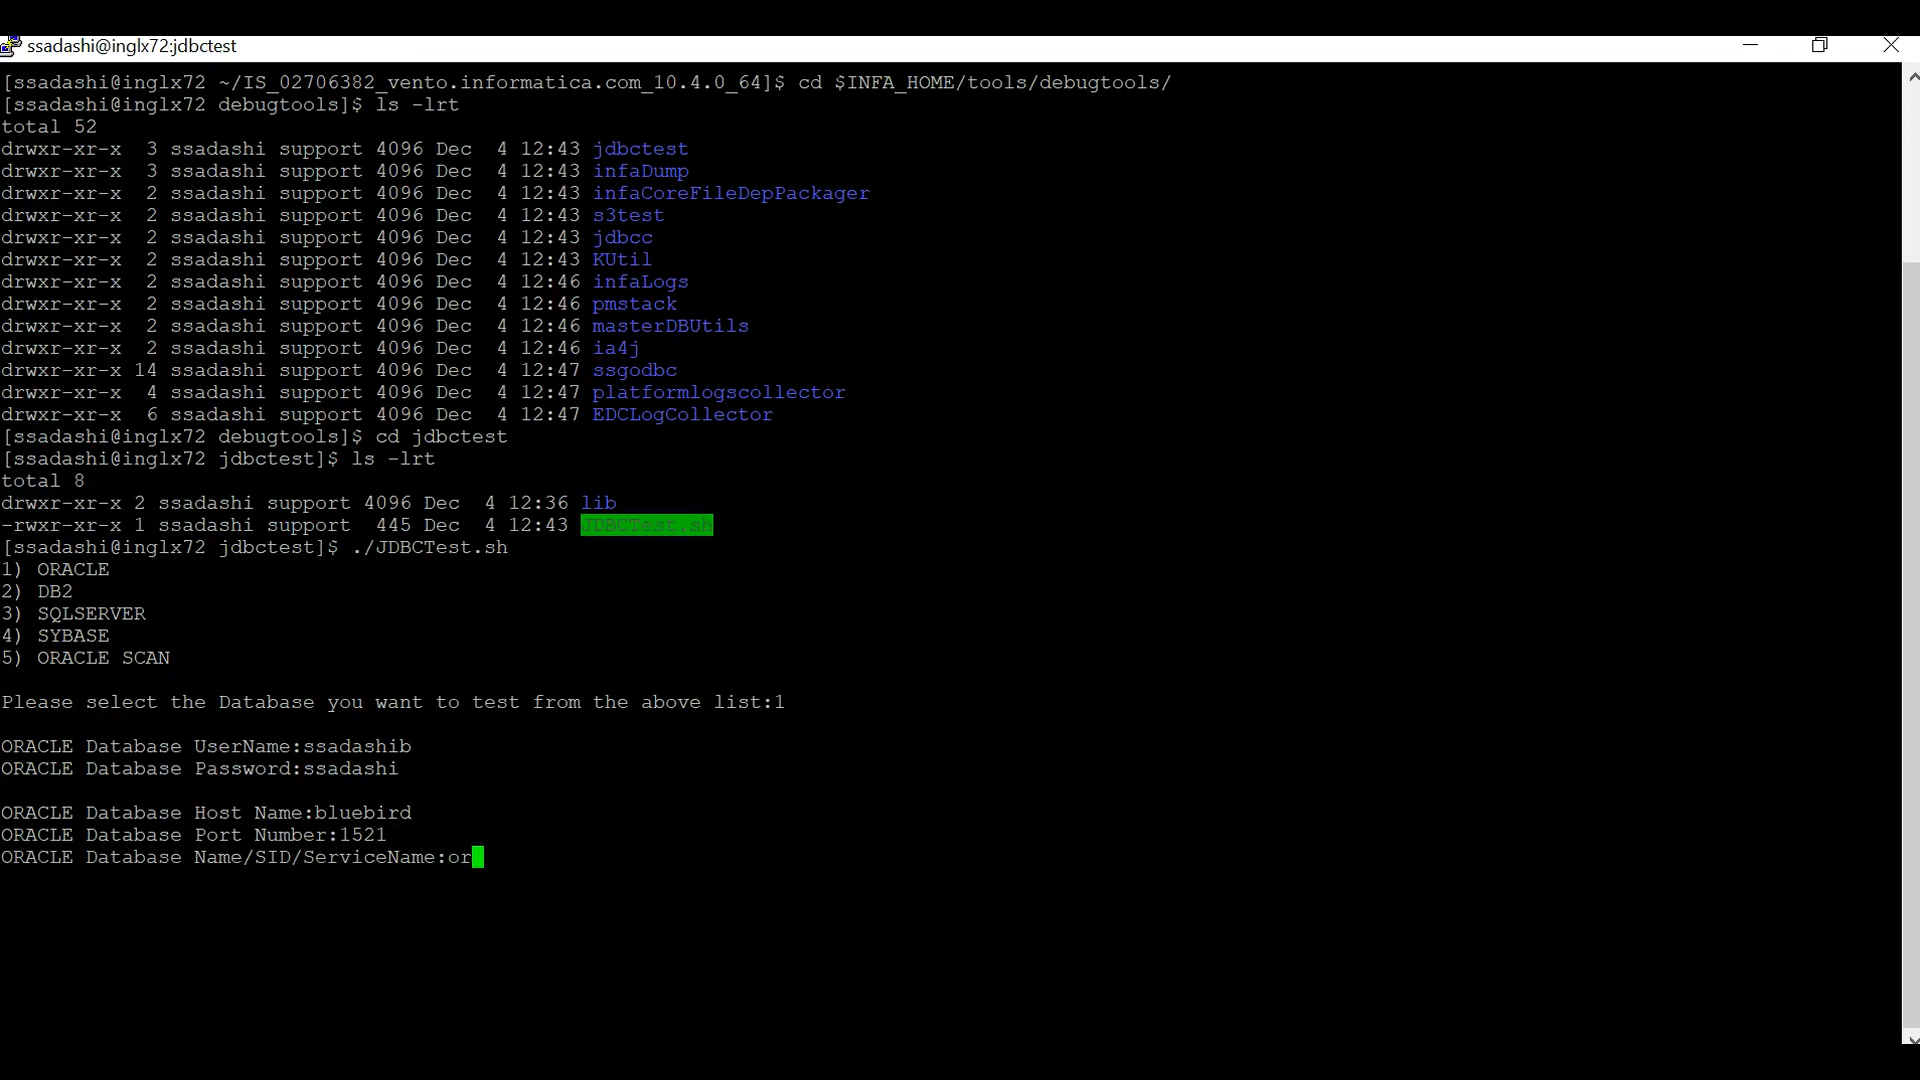 ssadashi@inglx72:jdbctest
[ssadashi@inglx72 ~/IS_02706382_vento.informatica.com_10.4.0_64]$ cd $INFA_HOME/tools/debugtools/
[ssadashi@inglx72 debugtools]$ ls -lrt
total 52
drwxr-xr-x  3 ssadashi support 4096 Dec  4 12:43 jdbctest
drwxr-xr-x  3 ssadashi support 4096 Dec  4 12:43 infaDump
drwxr-xr-x  2 ssadashi support 4096 Dec  4 12:43 infaCoreFileDepPackager
drwxr-xr-x  2 ssadashi support 4096 Dec  4 12:43 s3test
drwxr-xr-x  2 ssadashi support 4096 Dec  4 12:43 jdbcc
drwxr-xr-x  2 ssadashi support 4096 Dec  4 12:43 KUtil
drwxr-xr-x  2 ssadashi support 4096 Dec  4 12:46 infaLogs
drwxr-xr-x  2 ssadashi support 4096 Dec  4 12:46 pmstack
drwxr-xr-x  2 ssadashi support 4096 Dec  4 12:46 masterDBUtils
drwxr-xr-x  2 ssadashi support 4096 Dec  4 12:46 ia4j
drwxr-xr-x 14 ssadashi support 4096 Dec  4 12:47 ssgodbc
drwxr-xr-x  4 ssadashi support 4096 Dec  4 12:47 platformlogscollector
drwxr-xr-x  6 ssadashi support 4096 Dec  4 12:47 EDCLogCollector
[ssadashi@inglx72 debugtools]$ cd jdbctest
[ssadashi@inglx72 jdbctest]$ ls -lrt
total 8
drwxr-xr-x 2 ssadashi support 4096 Dec  4 12:36 lib
-rwxr-xr-x 1 ssadashi support  445 Dec  4 12:43 JDBCTest.sh
[ssadashi@inglx72 jdbctest]$ ./JDBCTest.sh
1) ORACLE
2) DB2
3) SQLSERVER
4) SYBASE
5) ORACLE SCAN
Please select the Database you want to test from the above list:1
ORACLE Database UserName:ssadashib
ORACLE Database Password:ssadashi
ORACLE Database Host Name:bluebird
ORACLE Database Port Number:1521
ORACLE Database Name/SID/ServiceName:or